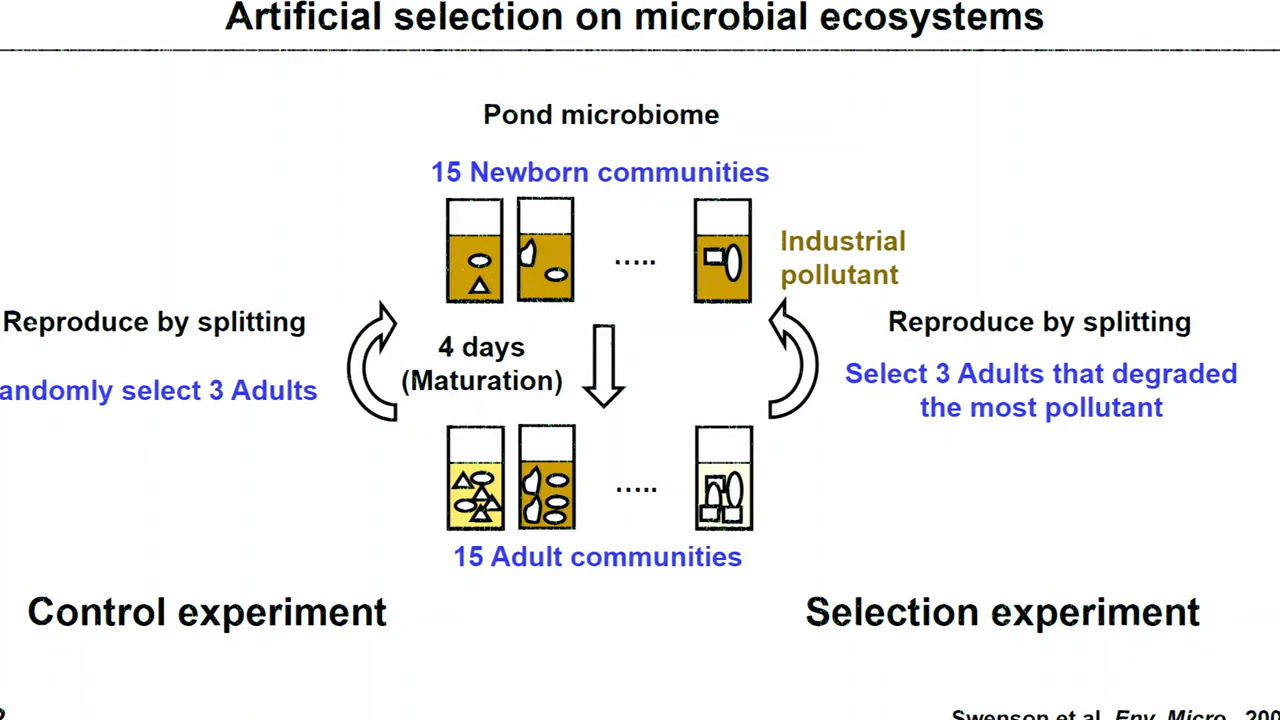 Artificial selection on microbial ecosystems
Pond microbiome
15 Newborn communities
Industrial
pollutant
.....
Reproduce by splitting
andomly select 3 Adults
4 days
(Maturation)
Reproduce by splitting
Select 3 Adults that degraded
the most pollutant
.....
15 Adult communities
Control experiment
Selection experiment
Swenson et al. Env. Micro., 200